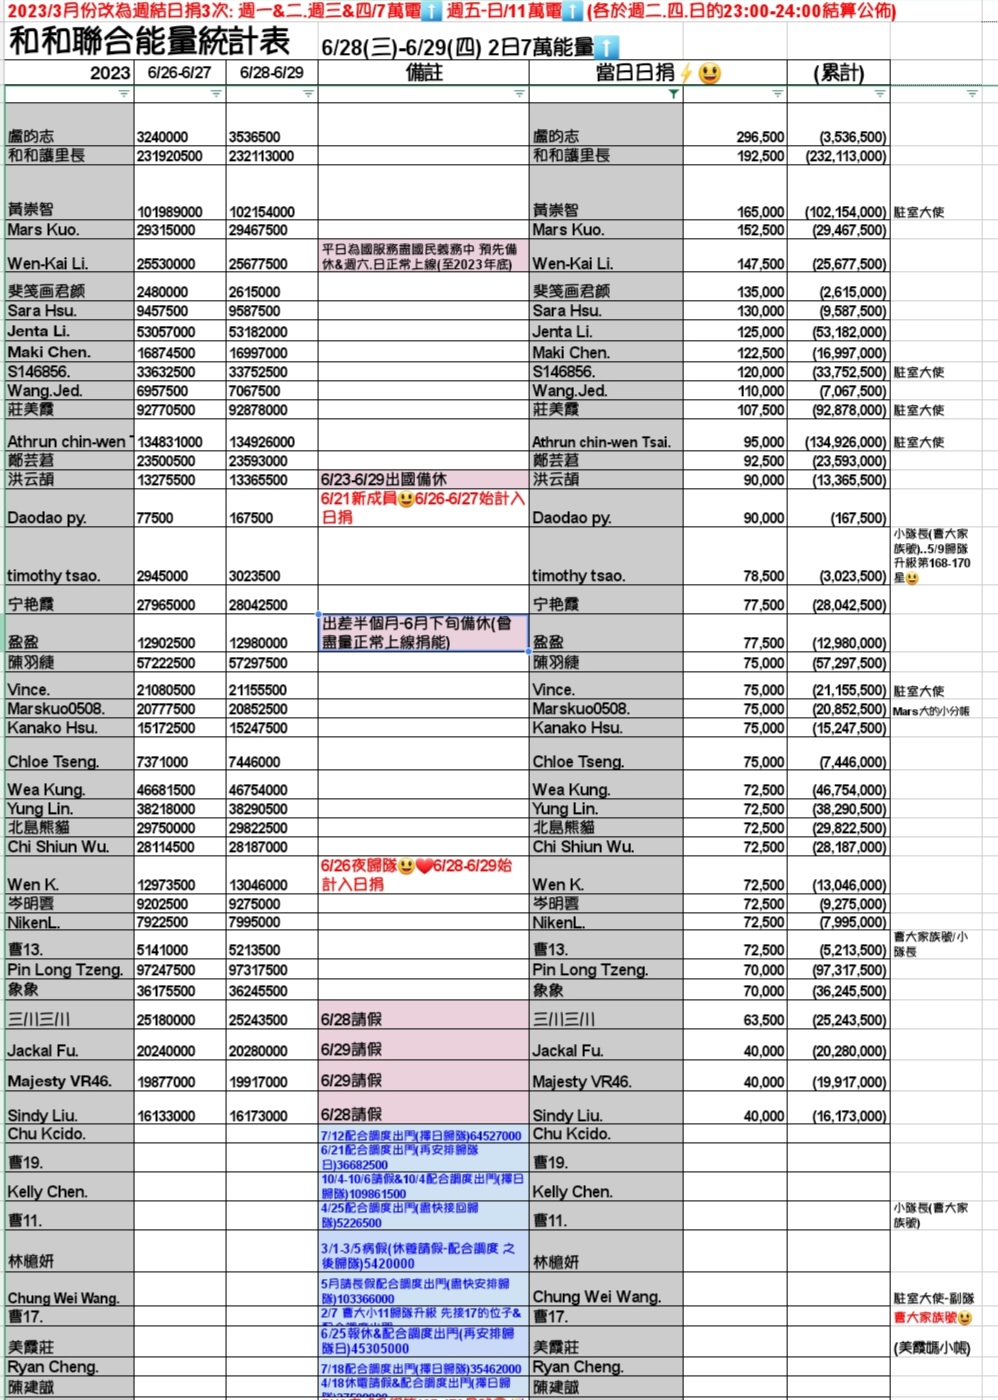 2023/3月份改為週結日捐3次: 週一&二.週三&四/7萬電⬆️ 週五-日/11萬電⬆️ (各於週二.四.日的23:00-24:00結算公佈)
和和聯合能量統計表 6/28(三)-6/29(四) 2日7萬能量⬆️
2023 6/26-6/27 6/28-6/29 備註 當日日捐⚡😃 (累計)
盧昀志 3240000 3536500 盧昀志 296,500 (3,536,500)
和和護里長 231920500 232113000 和和護里長 192,500 (232,113,000)
黃崇智 101989000 102154000 黃崇智 165,000 (102,154,000) 駐室大使
Mars Kuo. 29315000 29467500 Mars Kuo. 152,500 (29,467,500)
平日為國服務盡國民義務中 預先備
Wen-Kai Li. 25530000 25677500 休&週六.日正常上線(至2023年底) Wen-Kai Li. 147,500 (25,677,500)
斐笺画君颜 2480000 2615000 斐笺画君颜 135,000 (2,615,000)
Sara Hsu. 9457500 9587500 Sara Hsu. 130,000 (9,587,500)
Jenta Li. 53057000 53182000 Jenta Li. 125,000 (53,182,000)
Maki Chen. 16874500 16997000 Maki Chen. 122,500 (16,997,000)
S146856. 33632500 33752500 S146856. 120,000 (33,752,500) 駐室大使
Wang.Jed. 6957500 7067500 Wang.Jed. 110,000 (7,067,500)
莊美霞 92770500 92878000 莊美霞 107,500 (92,878,000) 駐室大使
Athrun chin-wen 134831000 134926000 Athrun chin-wen Tsai. 95,000 (134,926,000) 駐室大使
鄭芸莙 23500500 23593000 鄭芸莙 92,500 (23,593,000)
洪云頡 13275500 13365500 6/23-6/29出國備休 洪云頡 90,000 (13,365,500)
6/21新成員😃6/26-6/27始計入
Daodao py. 77500 167500 日捐 Daodao py. 90,000 (167,500)
小隊長(曹大家
族號)..5/9歸隊
升級第168-170
timothy tsao. 2945000 3023500 timothy tsao. 78,500 (3,023,500) 星😃
宁艳霞 27965000 28042500 宁艳霞 77,500 (28,042,500)
出差半個月-6月下旬備休(會
盈盈 12902500 12980000 盡量正常上線捐能) 盈盈 77,500 (12,980,000)
陳羽緁 57222500 57297500 陳羽緁 75,000 (57,297,500)
Vince. 21080500 21155500 Vince. 75,000 (21,155,500) 駐室大使
Marskuo0508. 20777500 20852500 Marskuo0508. 75,000 (20,852,500) Mars大的小分帳
Kanako Hsu. 15172500 15247500 Kanako Hsu. 75,000 (15,247,500)
Chloe Tseng. 7371000 7446000 Chloe Tseng. 75,000 (7,446,000)
Wea Kung. 46681500 46754000 Wea Kung. 72,500 (46,754,000)
Yung Lin. 38218000 38290500 Yung Lin. 72,500 (38,290,500)
北島熊貓 29750000 29822500 北島熊貓 72,500 (29,822,500)
Chi Shiun Wu. 28114500 28187000 Chi Shiun Wu. 72,500 (28,187,000)
6/26夜歸隊😃❤️6/28-6/29始
Wen K. 12973500 13046000 計入日捐 Wen K. 72,500 (13,046,000)
岑明雲 9202500 9275000 岑明雲 72,500 (9,275,000)
NikenL. 7922500 7995000 NikenL. 72,500 (7,995,000)
曹大家族號/小
曹13. 5141000 5213500 曹13. 72,500 (5,213,500) 隊長
Pin Long Tzeng. 97247500 97317500 Pin Long Tzeng. 70,000 (97,317,500)
象象 36175500 36245500 象象 70,000 (36,245,500)
三川三川 25180000 25243500 6/28請假 三川三川 63,500 (25,243,500)
Jackal Fu. 20240000 20280000 6/29請假 Jackal Fu. 40,000 (20,280,000)
Majesty VR46. 19877000 19917000 6/29請假 Majesty VR46. 40,000 (19,917,000)
Sindy Liu. 16133000 16173000 6/28請假 Sindy Liu. 40,000 (16,173,000)
Chu Kcido. 7/12配合調度出門(擇日歸隊)64527000 Chu Kcido.
6/21配合調度出門(再安排歸隊
曹19. 日)36682500 曹19.
10/4-10/6請假&10/4配合調度出門(擇日
Kelly Chen. 歸隊)109861500 Kelly Chen.
4/25配合調度出門(盡快接回歸 小隊長(曹大家
曹11. 隊)5226500 曹11. 族號)
3/1-3/5病假(休養請假-配合調度 之
林臆妍 後歸隊)5420000 林臆妍
5月請長假配合調度出門(盡快安排歸
Chung Wei Wang. 隊)103366000 Chung Wei Wang. 駐室大使-副隊
曹17. 2/7 曹大小11歸隊升級 先接17的位子& 曹17. 曹大家族號😃
6/25報休&配合調度出門(再安排歸
美霞莊 隊日)45305000 美霞莊 (美霞媽小帳)
Ryan Cheng. 7/18配合調度出門(擇日歸隊)35462000 Ryan Cheng.
陳建誠 4/18休電請假&配合調度出門(擇日歸 陳建誠